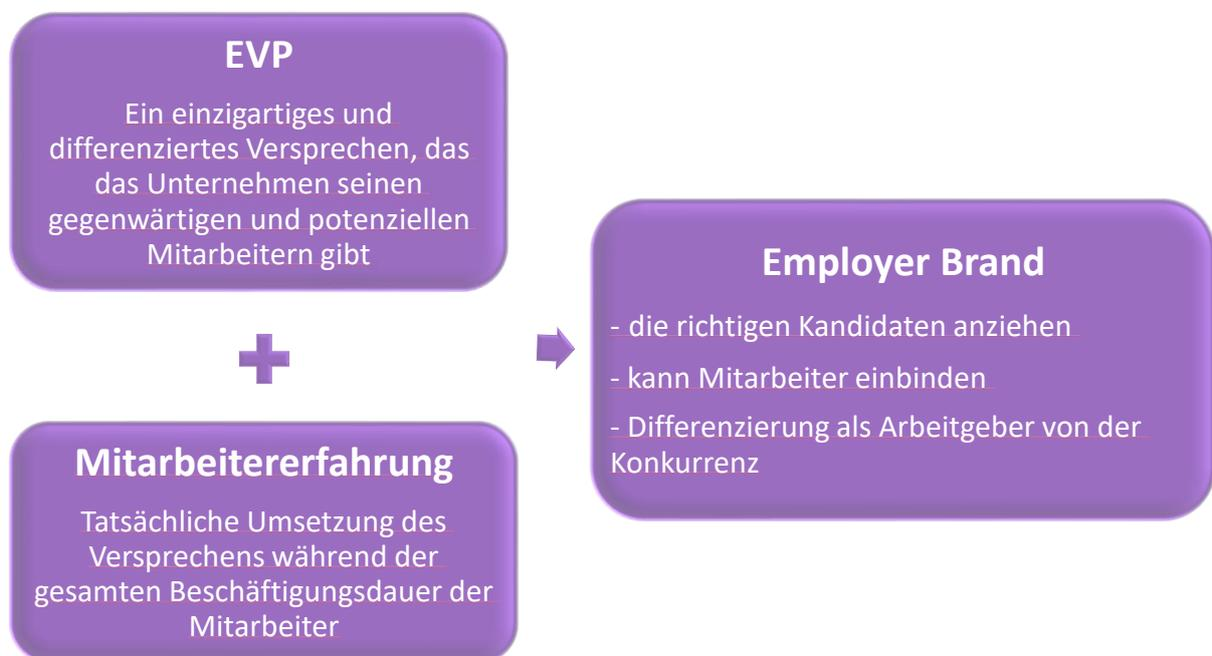 EVP
Ein einzigartiges und
differenziertes Versprechen, das
das Unternehmen seinen
gegenwärtigen und potenziellen
Mitarbeitern gibt
Mitarbeitererfahrung
Tatsächliche Umsetzung des
Versprechens während der
gesamten Beschäftigungsdauer der
Mitarbeiter
Employer Brand
- die richtigen Kandidaten anziehen
- kann Mitarbeiter einbinden
- Differenzierung als Arbeitgeber von der
Konkurrenz